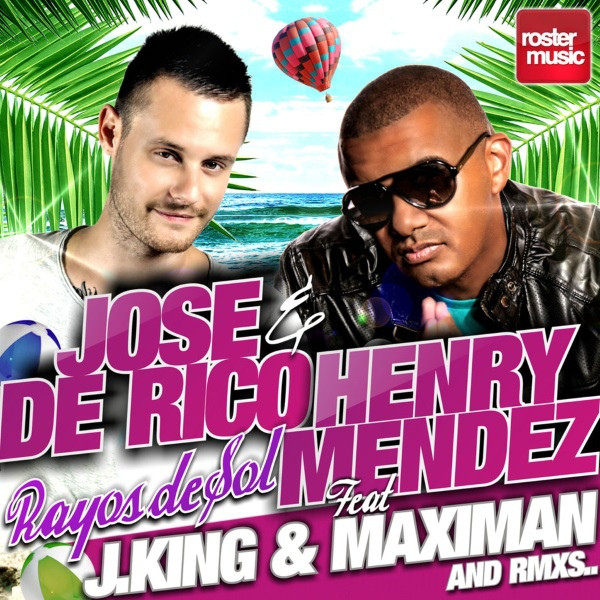 roster
music
JOSE &
DE RICO HENRY
MENDEZ
Rayos de Sol
Feat
J.KING & MAXIMAN
AND RMXS..